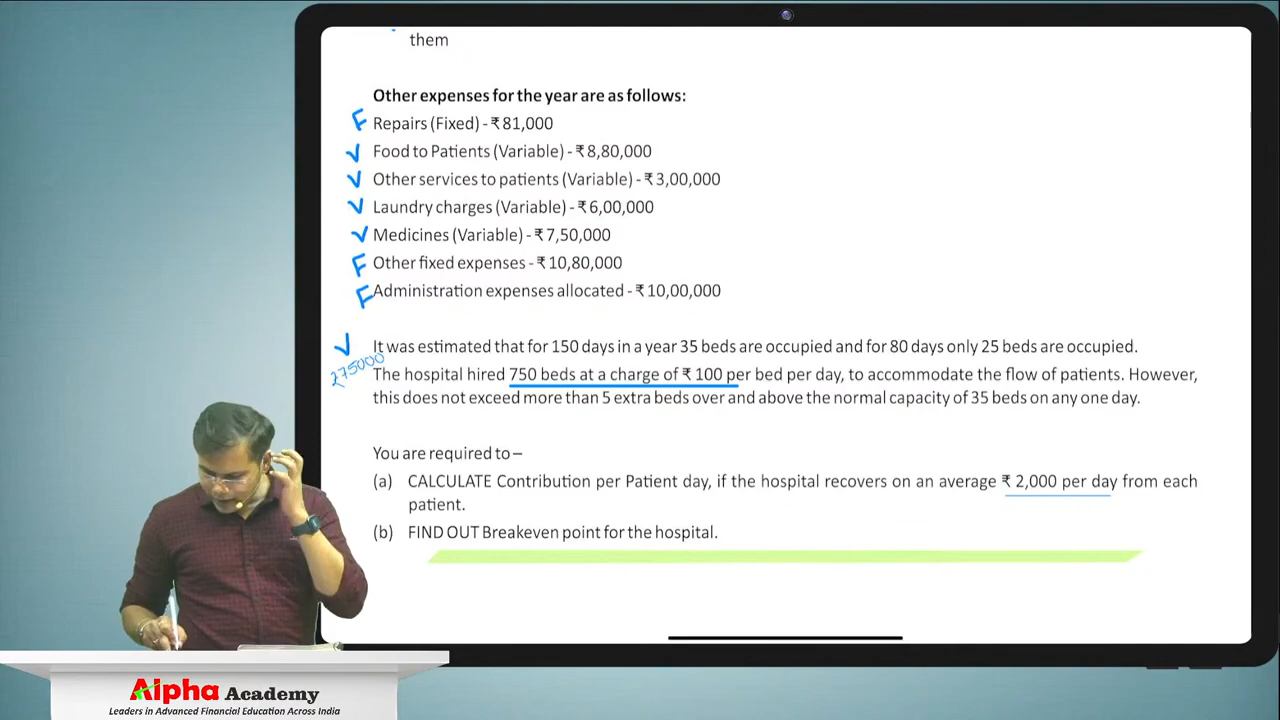 them
Other expenses for the year are as follows:
F Repairs (Fixed) - ₹ 81,000
V Food to Patients (Variable) - ₹ 8,80,000
V Other services to patients (Variable) - ₹ 3,00,000
V Laundry charges (Variable) - ₹ 6,00,000
V Medicines (Variable) - ₹ 7,50,000
F Other fixed expenses - ₹ 10,80,000
F Administration expenses allocated - ₹ 10,00,000
V It was estimated that for 150 days in a year 35 beds are occupied and for 80 days only 25 beds are occupied.
275000
The hospital hired 750 beds at a charge of ₹ 100 per bed per day, to accommodate the flow of patients. However,
this does not exceed more than 5 extra beds over and above the normal capacity of 35 beds on any one day.
You are required to –
(a) CALCULATE Contribution per Patient day, if the hospital recovers on an average ₹ 2,000 per day from each
patient.
(b) FIND OUT Breakeven point for the hospital.
Alpha Academy
Leaders in Advanced Financial Education Across India